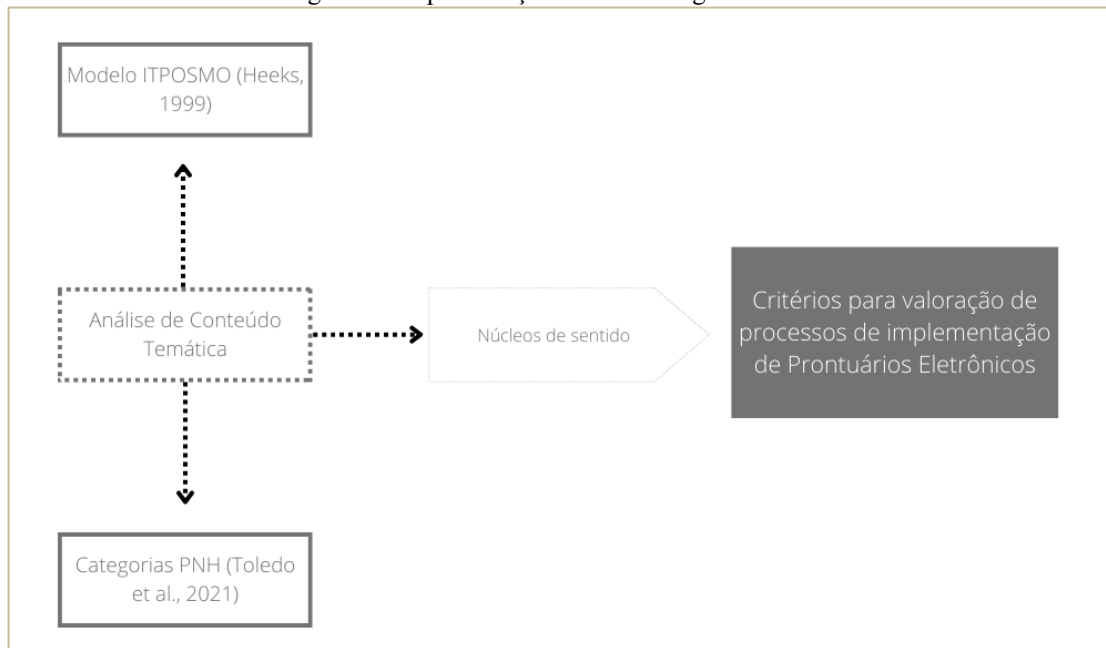 Modelo ITPOSMO (Heeks,
1999)
Análise de Conteúdo
Temática
Núcleos de sentido
Critérios para valoração de
processos de implementação
de Prontuários Eletrônicos
Categorias PNH (Toledo
et al., 2021)